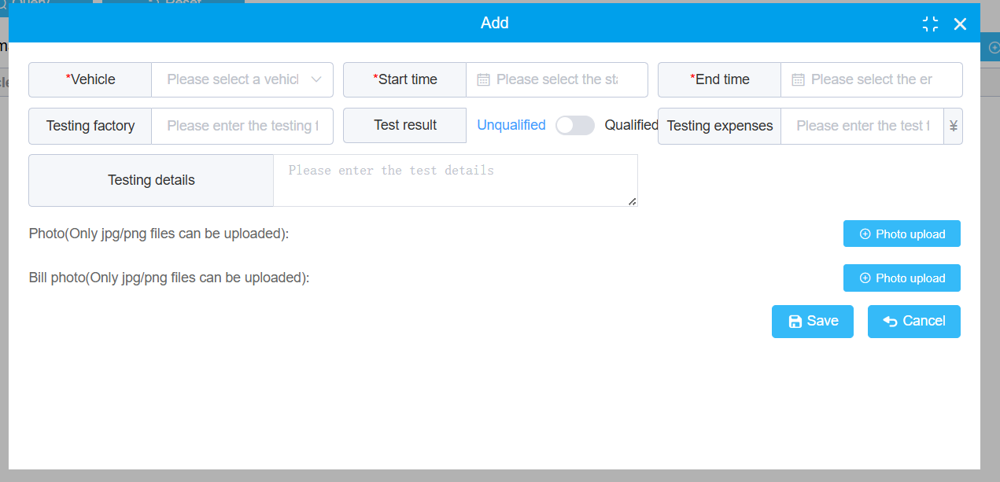 Query Reset
Add
*Vehicle Please select a vehicl *Start time Please select the sta *End time Please select the er
Testing factory Please enter the testing f Test result Unqualified Qualified Testing expenses Please enter the test f ¥
Testing details Please enter the test details
Photo(Only jpg/png files can be uploaded): Photo upload
Bill photo(Only jpg/png files can be uploaded): Photo upload
Save Cancel